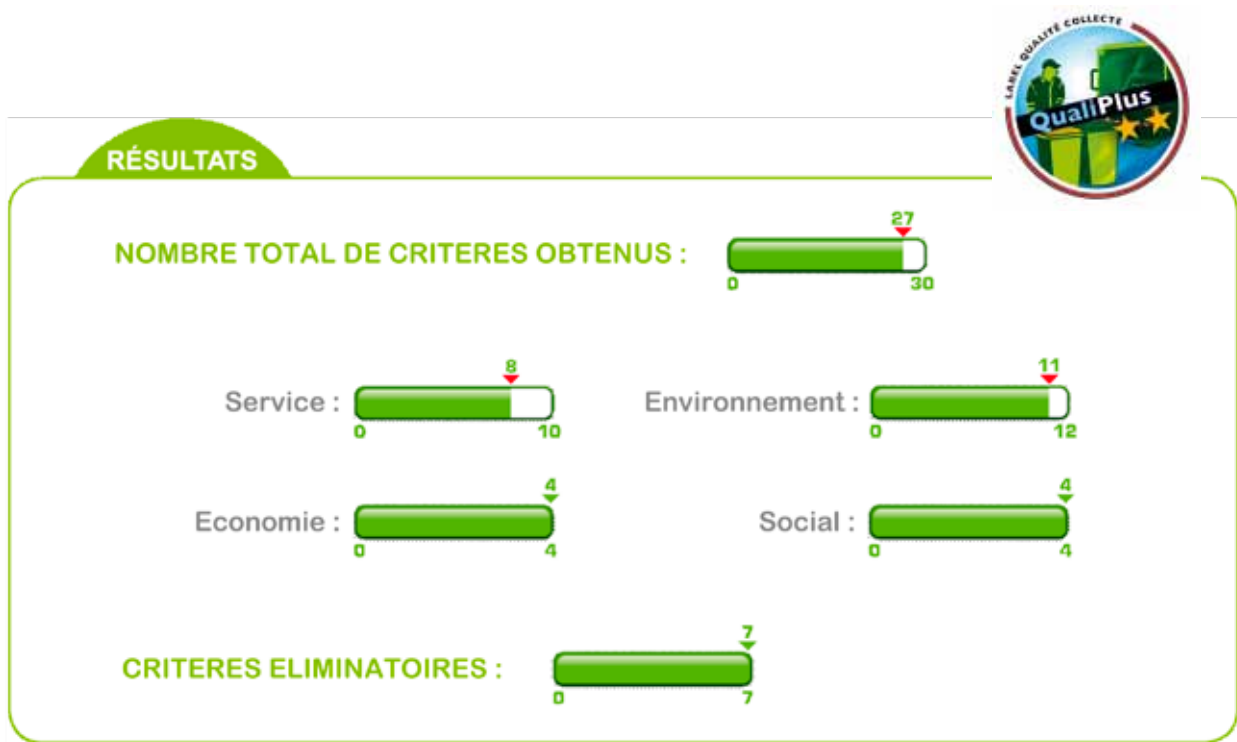 LABEL QUALITÉ COLLECTE
QualiPlus
RÉSULTATS
NOMBRE TOTAL DE CRITERES OBTENUS :
27
0 30
Service :
8
0 10
Environnement :
11
0 12
Economie :
4
0 4
Social :
4
0 4
CRITERES ELIMINATOIRES :
7
0 7